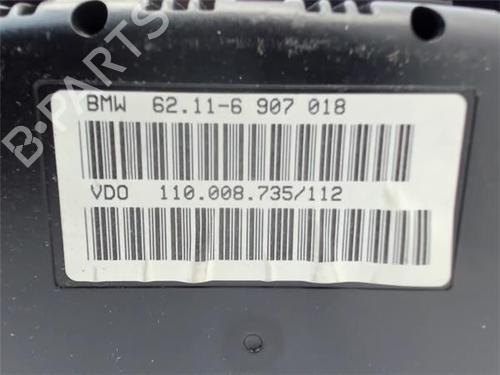 B-PARTS
BMW 62.11-6 907 018
VDO 110.008.735/112